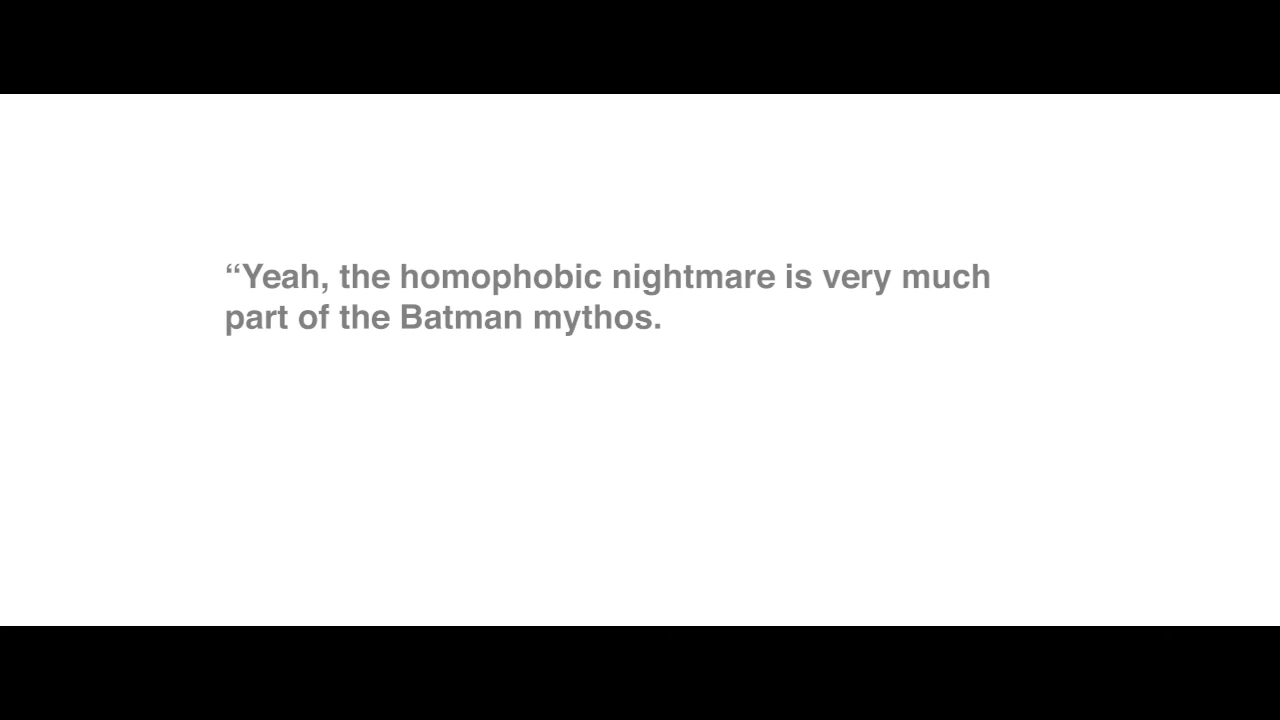 “Yeah, the homophobic nightmare is very much
part of the Batman mythos.